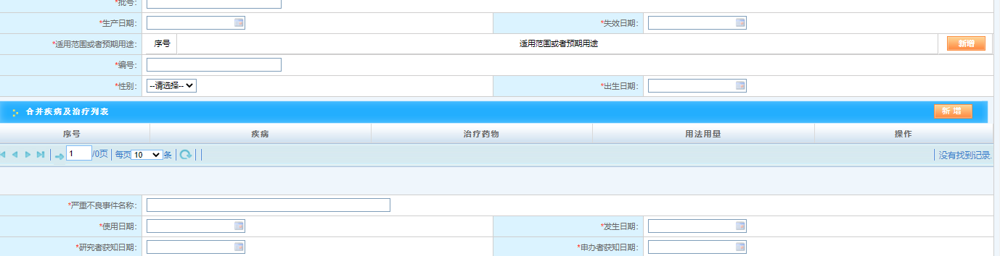 *批号：
*生产日期： *失效日期：
*适用范围或者预期用途： 序号 适用范围或者预期用途 新增
*编号：
*性别： --请选择-- *出生日期：
合并疾病及治疗列表 新增
序号 疾病 治疗药物 用法用量 操作
1 /0页 每页 10 条 没有找到记录.
*严重不良事件名称：
*使用日期： *发生日期：
*研究者获知日期： *申办者获知日期：